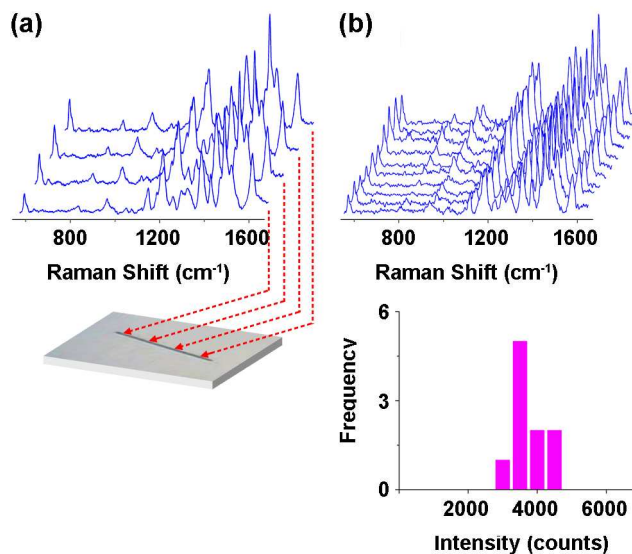 (a)
800 1200 1600
Raman Shift (cm⁻¹)
(b)
800 1200 1600
Raman Shift (cm⁻¹)
6
3
0
Frequency
2000 4000 6000
Intensity (counts)